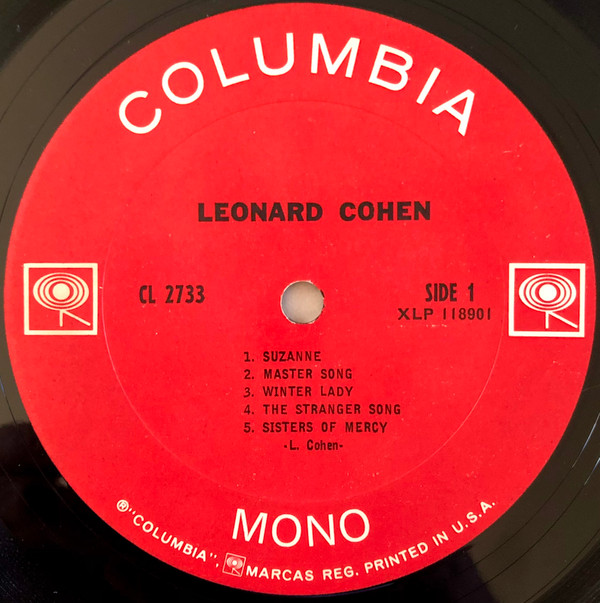 COLUMBIA
LEONARD COHEN
CL 2733
SIDE 1
XLP 118901
1. SUZANNE
2. MASTER SONG
3. WINTER LADY
4. THE STRANGER SONG
5. SISTERS OF MERCY
-L. Cohen-
MONO
®"COLUMBIA", MARCAS REG. PRINTED IN U.S.A.